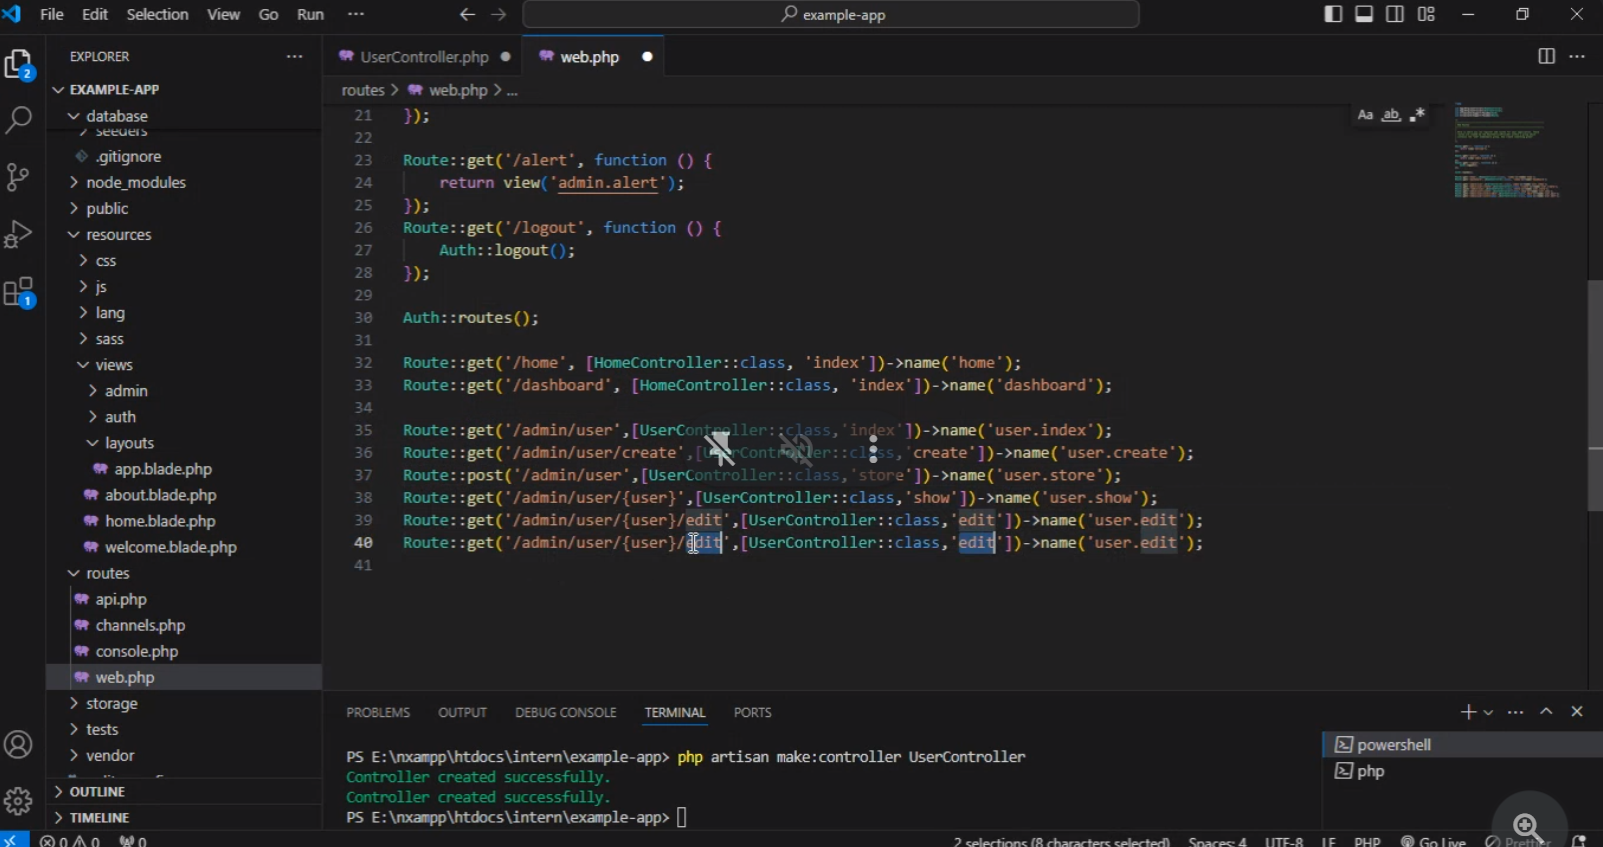 File Edit Selection View Go Run ··· example-app
EXPLORER ···
EXAMPLE-APP
database
seeders
.gitignore
node_modules
public
resources
css
js
lang
sass
views
admin
auth
layouts
app.blade.php
about.blade.php
home.blade.php
welcome.blade.php
routes
api.php
channels.php
console.php
web.php
storage
tests
vendor
OUTLINE
TIMELINE
2
1
UserController.php web.php
routes > web.php > ...
Aa ab .*
21 });
22
23 Route::get('/alert', function () {
24 return view('admin.alert');
25 });
26 Route::get('/logout', function () {
27 Auth::logout();
28 });
29
30 Auth::routes();
31
32 Route::get('/home', [HomeController::class, 'index'])->name('home');
33 Route::get('/dashboard', [HomeController::class, 'index'])->name('dashboard');
34
35 Route::get('/admin/user',[UserController::class,'index'])->name('user.index');
36 Route::get('/admin/user/create',[UserController::class,'create'])->name('user.create');
37 Route::post('/admin/user',[UserController::class,'store'])->name('user.store');
38 Route::get('/admin/user/{user}',[UserController::class,'show'])->name('user.show');
39 Route::get('/admin/user/{user}/edit',[UserController::class,'edit'])->name('user.edit');
40 Route::get('/admin/user/{user}/edit',[UserController::class,'edit'])->name('user.edit');
41
PROBLEMS OUTPUT DEBUG CONSOLE TERMINAL PORTS
PS E:\nxampp\htdocs\intern\example-app> php artisan make:controller UserController
Controller created successfully.
Controller created successfully.
PS E:\nxampp\htdocs\intern\example-app>
powershell
php
0 0 0 2 selections (8 characters selected) Spaces: 4 UTF-8 LF PHP Go Live Prettier